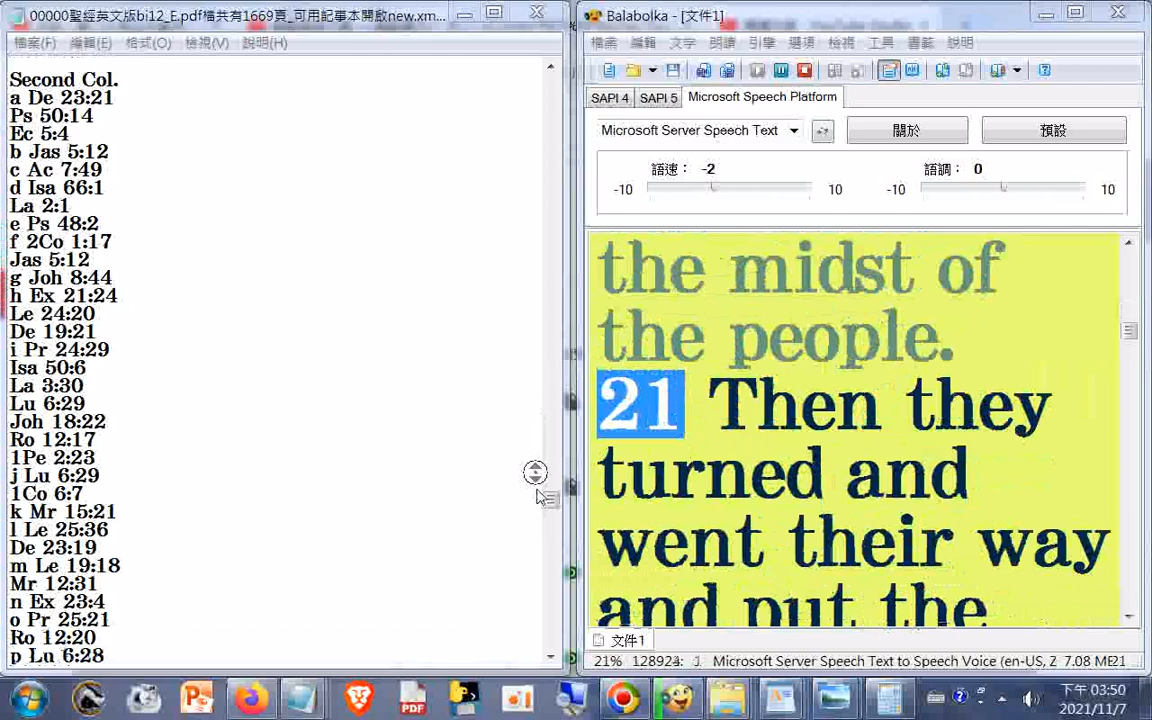 00000聖經英文版bi12_E.pdf檔共有1669頁_可用記事本開啟new.xm...
檔案(F) 編輯(E) 格式(O) 檢視(V) 說明(H)
Second Col.
a De 23:21
Ps 50:14
Ec 5:4
b Jas 5:12
c Ac 7:49
d Isa 66:1
La 2:1
e Ps 48:2
f 2Co 1:17
Jas 5:12
g Joh 8:44
h Ex 21:24
Le 24:20
De 19:21
i Pr 24:29
Isa 50:6
La 3:30
Lu 6:29
Joh 18:22
Ro 12:17
1Pe 2:23
j Lu 6:29
1Co 6:7
k Mr 15:21
l Le 25:36
De 23:19
m Le 19:18
Mr 12:31
n Ex 23:4
o Pr 25:21
Ro 12:20
p Lu 6:28
Balabolka - [文件1]
檔案 編輯 文字 朗讀 引擎 選項 檢視 工具 書籤 說明
SAPI 4 SAPI 5 Microsoft Speech Platform
Microsoft Server Speech Text 關於 預設
語速： -2 語調： 0
-10 10 -10 10
the midst of
the people.
21 Then they
turned and
went their way
and put the
文件1
21% 128924: 1 Microsoft Server Speech Text to Speech Voice (en-US, Z 7.08 ME21
PDF
下午 03:50
2021/11/7